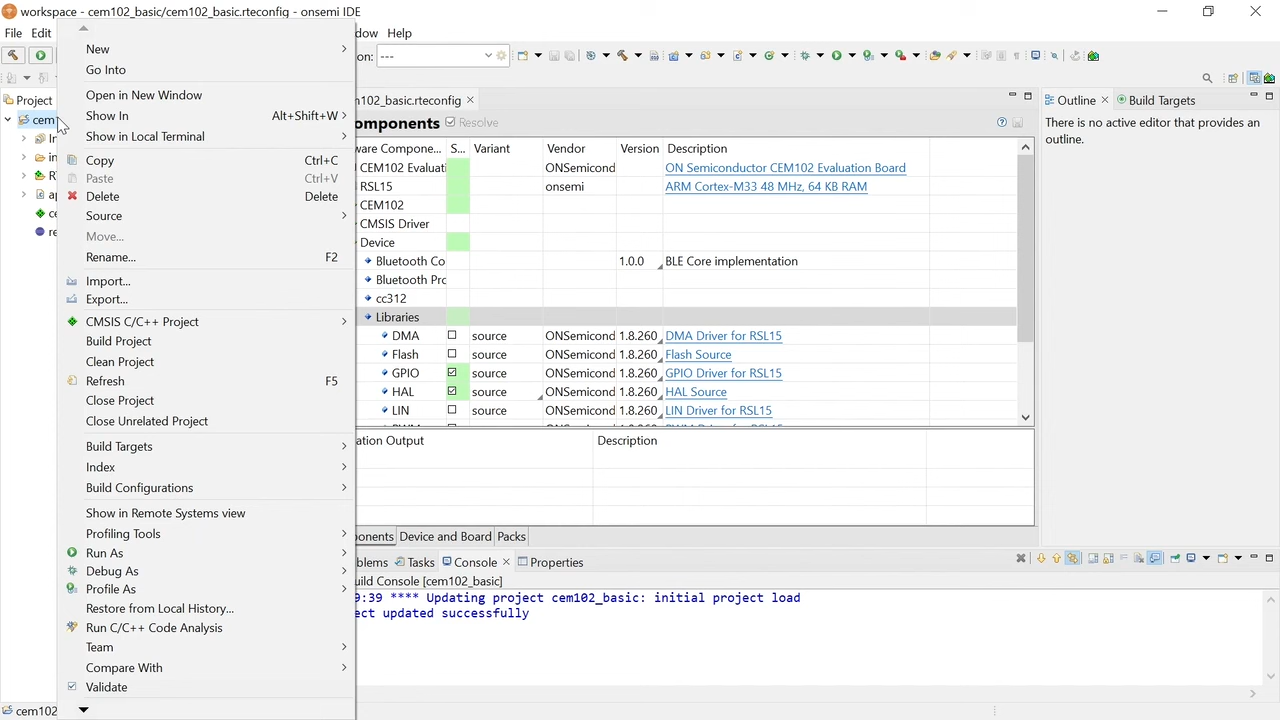 workspace - cem102_basic/cem102_basic.rteconfig - onsemi IDE
File Edit
dow Help
on: ---
Project
cem1
New
Go Into
Open in New Window
Show In Alt+Shift+W
Show in Local Terminal
Copy Ctrl+C
Paste Ctrl+V
Delete Delete
Source
Move...
Rename... F2
Import...
Export...
CMSIS C/C++ Project
Build Project
Clean Project
Refresh F5
Close Project
Close Unrelated Project
Build Targets
Index
Build Configurations
Show in Remote Systems view
Profiling Tools
Run As
Debug As
Profile As
Restore from Local History...
Run C/C++ Code Analysis
Team
Compare With
Validate
m102_basic.rteconfig
omponents Resolve
ware Compone... S... Variant Vendor Version Description
CEM102 Evaluati ONSemicond ON Semiconductor CEM102 Evaluation Board
RSL15 onsemi ARM Cortex-M33 48 MHz, 64 KB RAM
CEM102
CMSIS Driver
Device
Bluetooth Co 1.0.0 BLE Core implementation
Bluetooth Prc
cc312
Libraries
DMA source ONSemicond 1.8.260 DMA Driver for RSL15
Flash source ONSemicond 1.8.260 Flash Source
GPIO source ONSemicond 1.8.260 GPIO Driver for RSL15
HAL source ONSemicond 1.8.260 HAL Source
LIN source ONSemicond 1.8.260 LIN Driver for RSL15
ation Output Description
onents Device and Board Packs
Outline Build Targets
There is no active editor that provides an
outline.
blems Tasks Console Properties
uild Console [cem102_basic]
9:39 **** Updating project cem102_basic: initial project load
ect updated successfully
cem102